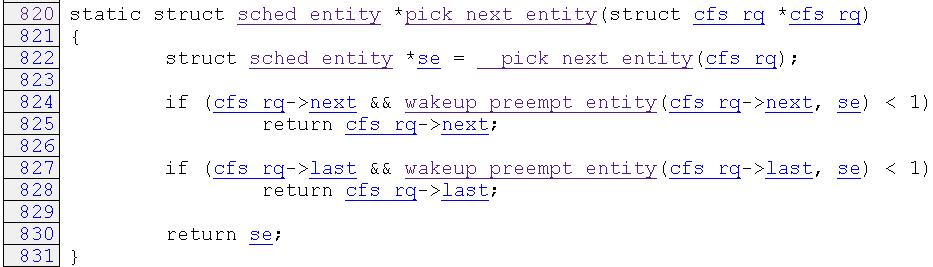 820 static struct sched_entity *pick_next_entity(struct cfs_rq *cfs_rq)
821 {
822         struct sched_entity *se = __pick_next_entity(cfs_rq);
823
824         if (cfs_rq->next && wakeup_preempt_entity(cfs_rq->next, se) < 1)
825                 return cfs_rq->next;
826
827         if (cfs_rq->last && wakeup_preempt_entity(cfs_rq->last, se) < 1)
828                 return cfs_rq->last;
829
830         return se;
831 }